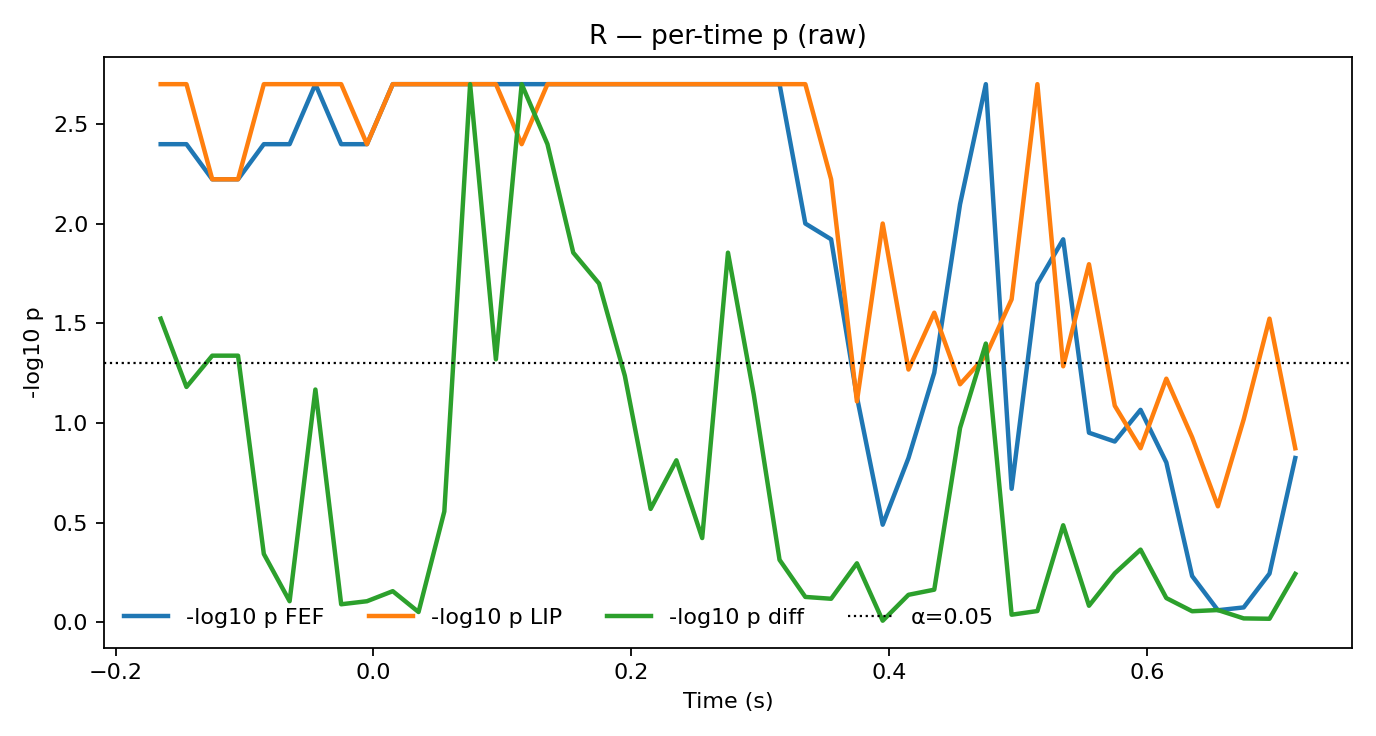 R — per-time p (raw)
-log10 p
2.5
2.0
1.5
1.0
0.5
0.0
-log10 p FEF -log10 p LIP -log10 p diff α=0.05
−0.2 0.0 0.2 0.4 0.6
Time (s)